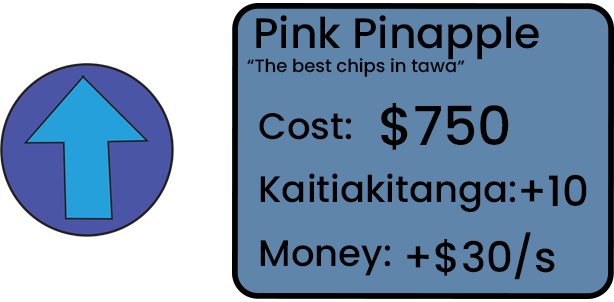 Pink Pinapple
“The best chips in tawa”
Cost: $750
Kaitiakitanga:+10
Money: +$30/s